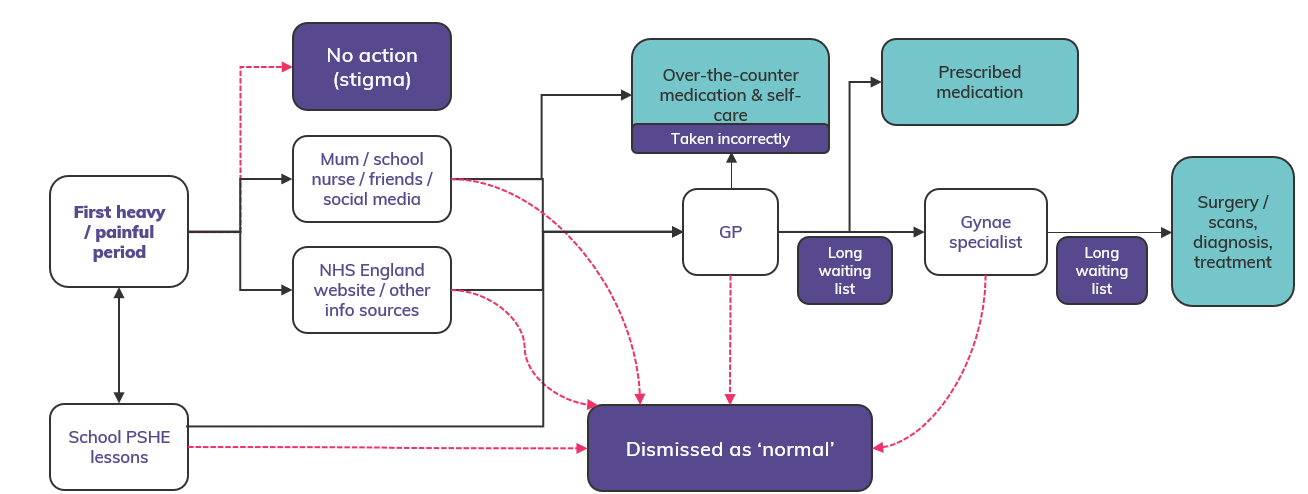 No action
(stigma)
Over-the-counter
medication & self-
care
Taken incorrectly
Prescribed
medication
Mum / school
nurse / friends /
social media
First heavy
/ painful
period
GP
Gynae
specialist
Surgery /
scans,
diagnosis,
treatment
Long
waiting
list
Long
waiting
list
NHS England
website / other
info sources
School PSHE
lessons
Dismissed as ‘normal’